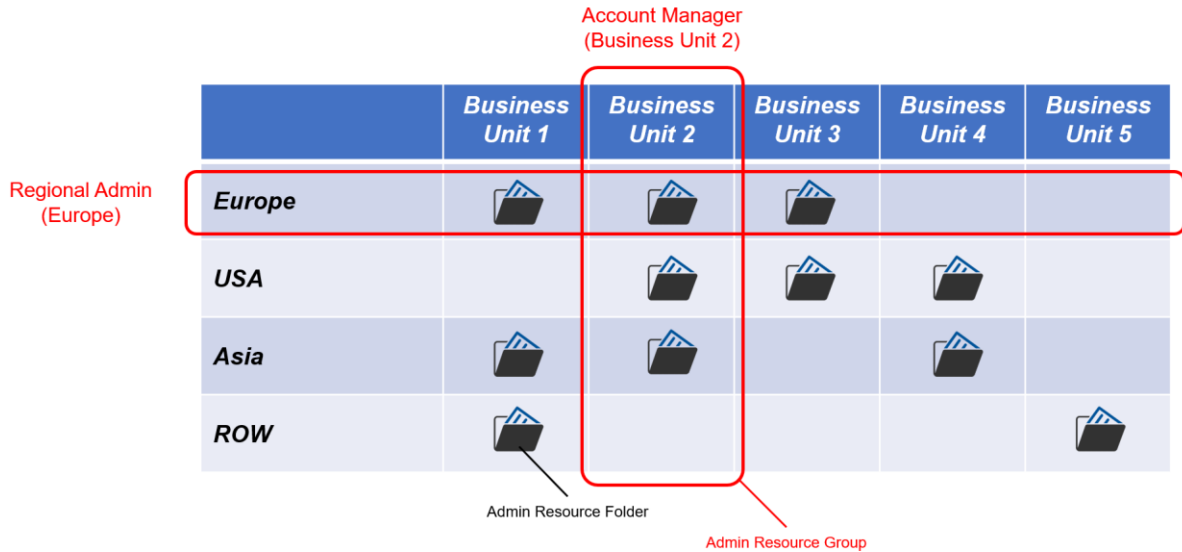 Account Manager
(Business Unit 2)
Business Business Business Business Business
Unit 1 Unit 2 Unit 3 Unit 4 Unit 5
Regional Admin
(Europe)
Europe
USA
Asia
ROW
Admin Resource Folder
Admin Resource Group